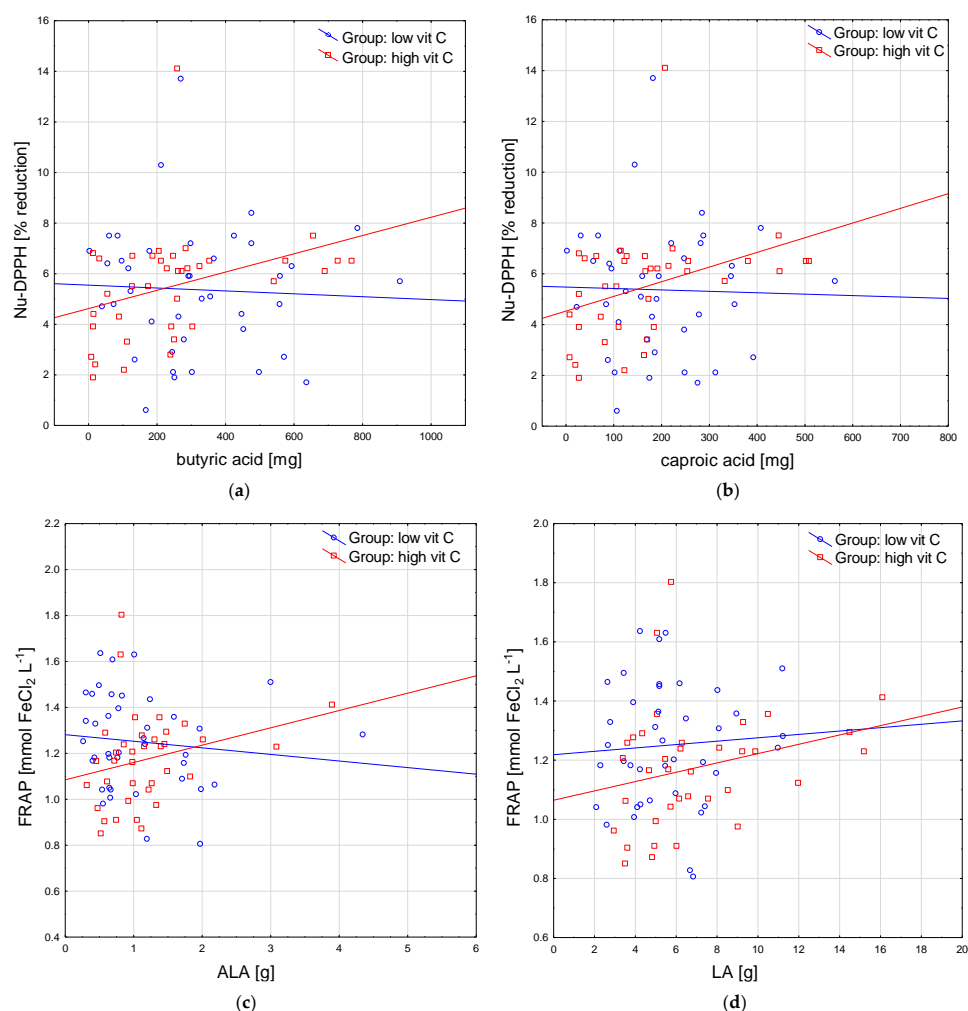 Group: low vit C
Group: high vit C
16
14
12
10
8
6
4
2
0
Nu-DPPH [% reduction]
0 200 400 600 800 1000
butyric acid [mg]
(a)
Group: low vit C
Group: high vit C
16
14
12
10
8
6
4
2
0
Nu-DPPH [% reduction]
0 100 200 300 400 500 600 700 800
caproic acid [mg]
(b)
Group: low vit C
Group: high vit C
2.2
2.0
1.8
1.6
1.4
1.2
1.0
0.8
0.6
0.4
FRAP [mmol FeCl₂ L⁻¹]
0 1 2 3 4 5 6
ALA [g]
(c)
Group: low vit C
Group: high vit C
2.0
1.8
1.6
1.4
1.2
1.0
0.8
0.6
FRAP [mmol FeCl₂ L⁻¹]
0 2 4 6 8 10 12 14 16 18 20
LA [g]
(d)